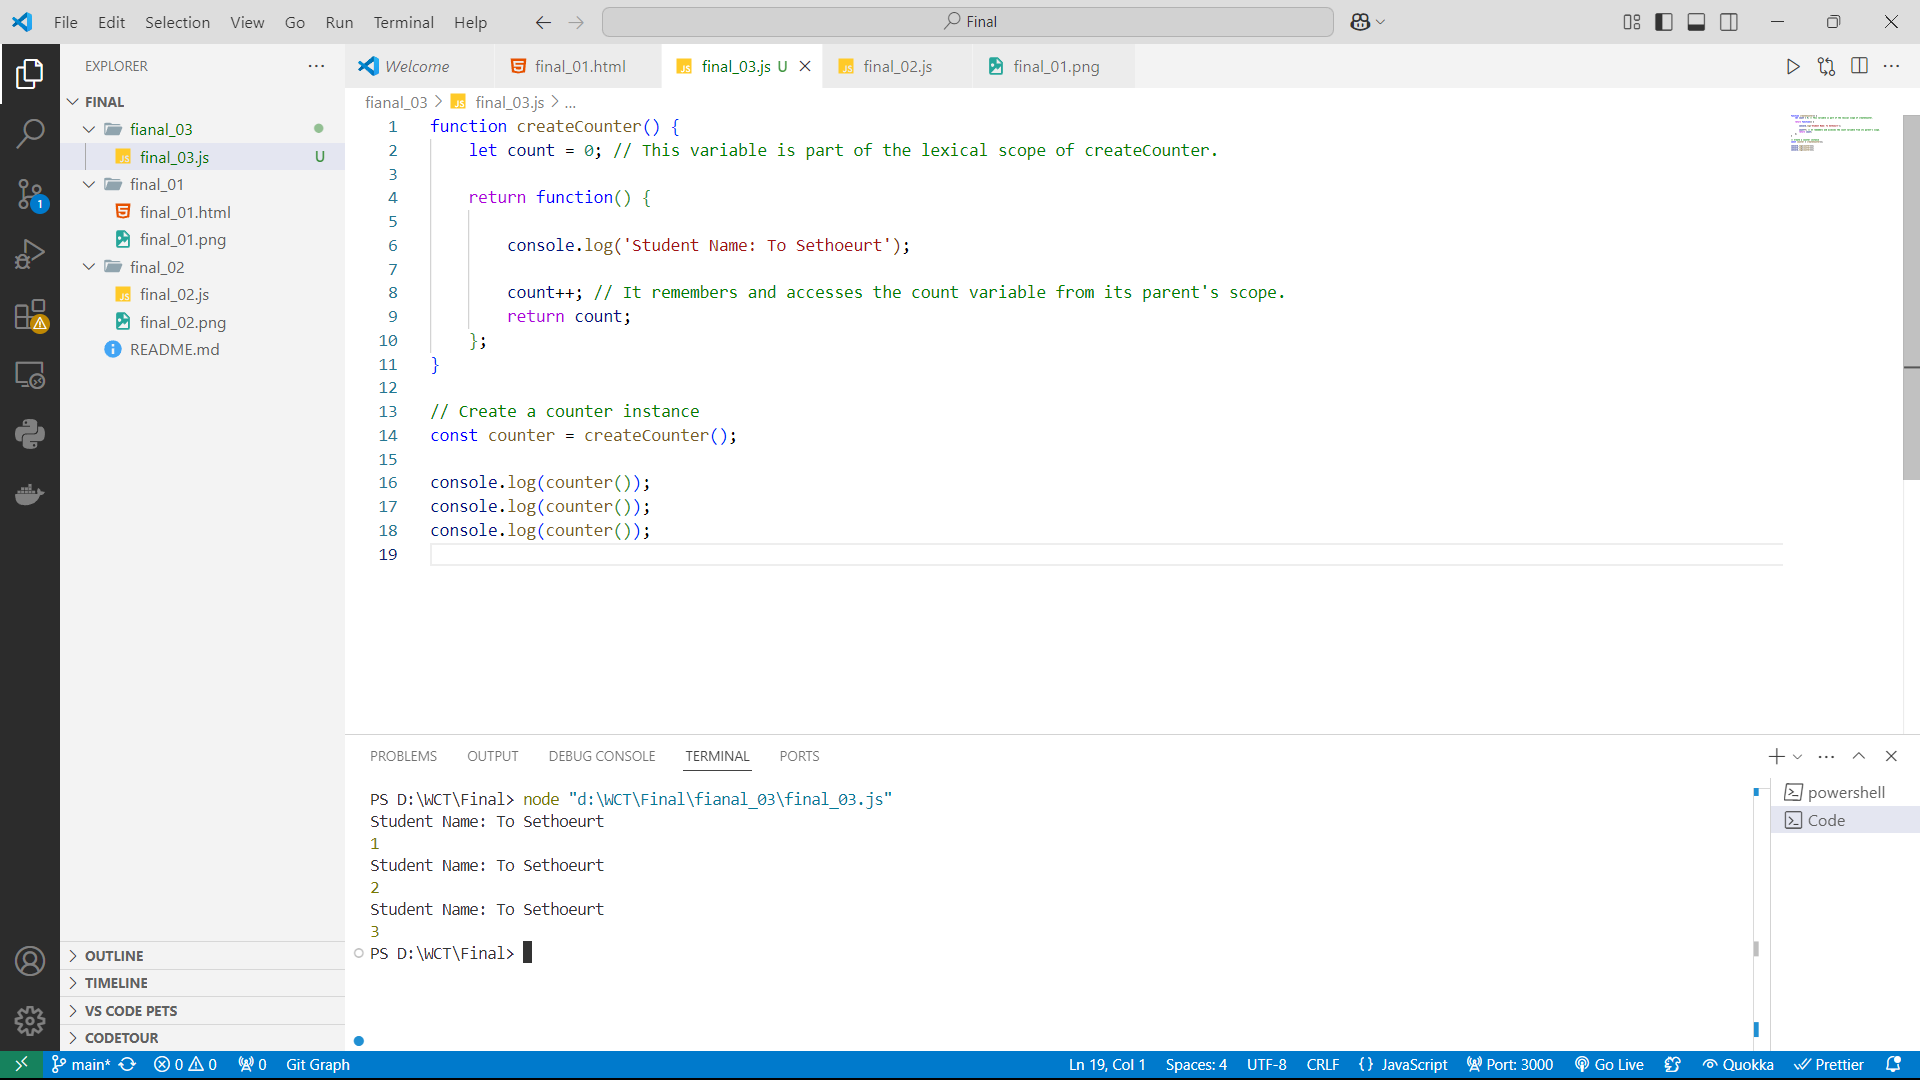 File Edit Selection View Go Run Terminal Help
Final
EXPLORER
FINAL
fianal_03
final_03.js U
final_01
final_01.html
final_01.png
final_02
final_02.js
final_02.png
README.md
OUTLINE
TIMELINE
VS CODE PETS
CODETOUR
1
Welcome final_01.html final_03.js U final_02.js final_01.png
fianal_03 > final_03.js > ...
1 function createCounter() {
2 let count = 0; // This variable is part of the lexical scope of createCounter.
3
4 return function() {
5
6 console.log('Student Name: To Sethoeurt');
7
8 count++; // It remembers and accesses the count variable from its parent's scope.
9 return count;
10 };
11 }
12
13 // Create a counter instance
14 const counter = createCounter();
15
16 console.log(counter());
17 console.log(counter());
18 console.log(counter());
19
PROBLEMS OUTPUT DEBUG CONSOLE TERMINAL PORTS
PS D:\WCT\Final> node "d:\WCT\Final\fianal_03\final_03.js"
Student Name: To Sethoeurt
1
Student Name: To Sethoeurt
2
Student Name: To Sethoeurt
3
PS D:\WCT\Final>
powershell
Code
main* 0 0 0 Git Graph Ln 19, Col 1 Spaces: 4 UTF-8 CRLF {} JavaScript Port: 3000 Go Live Quokka Prettier